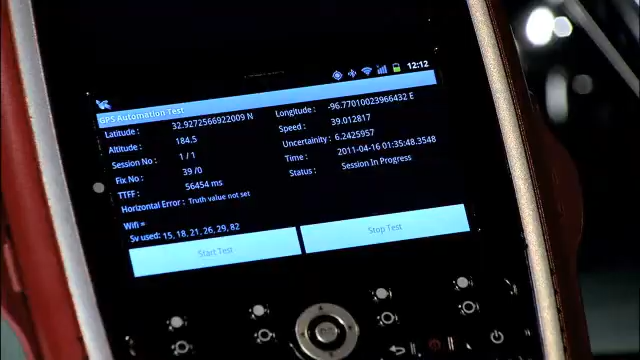 12:12
GPS Automation Test
Latitude : 32.9272566922009 N
Longitude : -96.77010023966432 E
Altitude : 184.5
Speed : 39.012817
Session No : 1 / 1
Uncertainity : 6.2425957
Fix No : 39 /0
Time : 2011-04-16 01:35:48.3548
TTFF : 56454 ms
Status : Session In Progress
Horizontal Error : Truth value not set
Wifi =
Sv used: 15, 18, 21, 26, 29, 82
Start Test
Stop Test